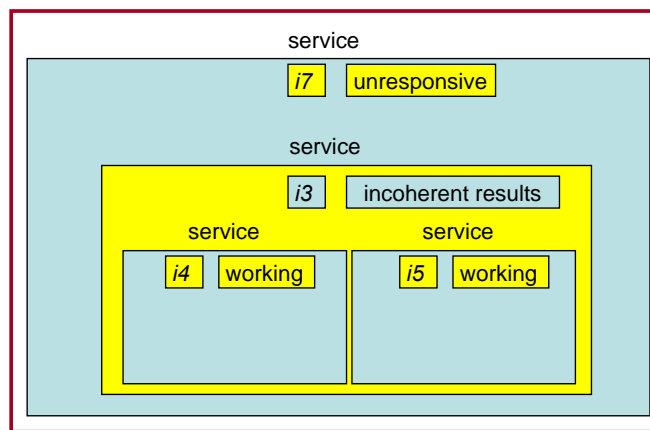 service
i7 unresponsive
service
i3 incoherent results
service service
i4 working i5 working